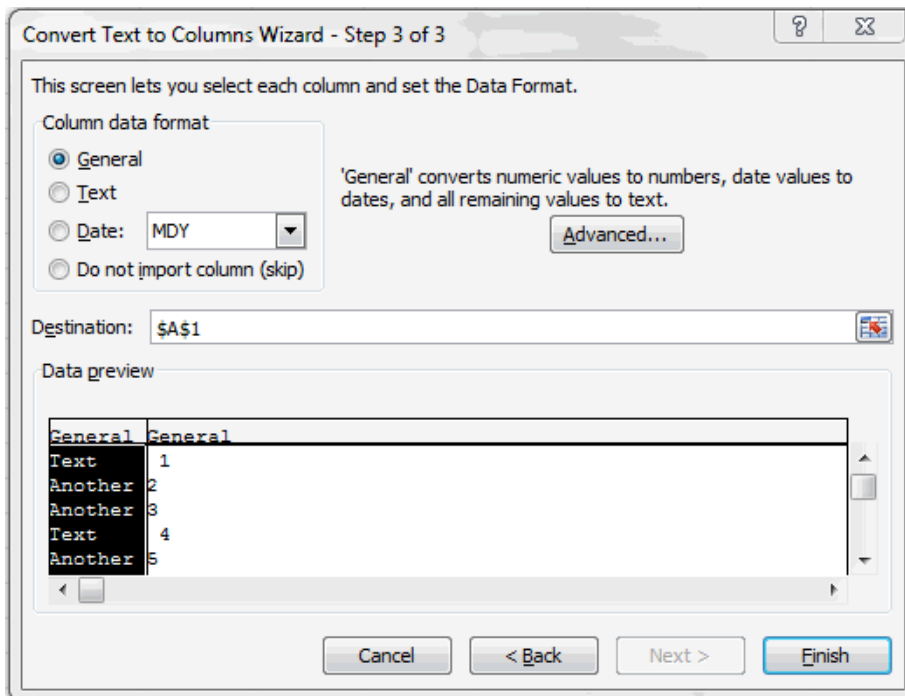 Convert Text to Columns Wizard - Step 3 of 3
This screen lets you select each column and set the Data Format.
Column data format
General
Text
Date: MDY
Do not import column (skip)
'General' converts numeric values to numbers, date values to
dates, and all remaining values to text.
Advanced...
Destination: $A$1
Data preview
General General
Text 1
Another 2
Another 3
Text 4
Another 5
Cancel < Back Next > Finish